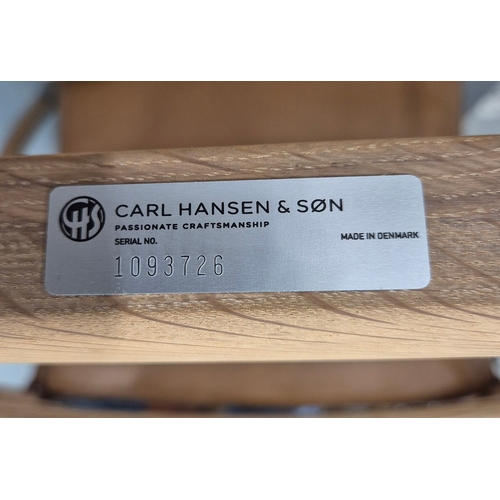 CHS CARL HANSEN & SØN
PASSIONATE CRAFTSMANSHIP
SERIAL NO.
MADE IN DENMARK
1093726